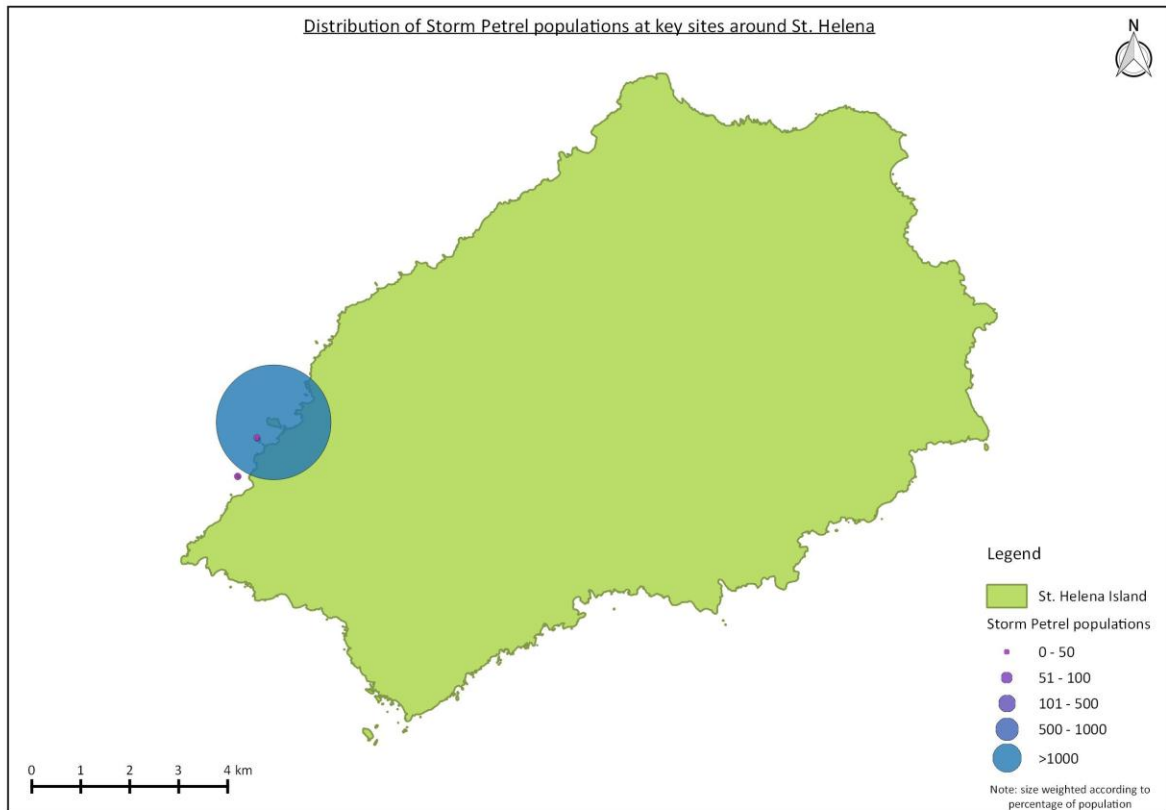 Distribution of Storm Petrel populations at key sites around St. Helena
N
Legend
St. Helena Island
Storm Petrel populations
0 - 50
51 - 100
101 - 500
500 - 1000
>1000
Note: size weighted according to
percentage of population
0 1 2 3 4 km